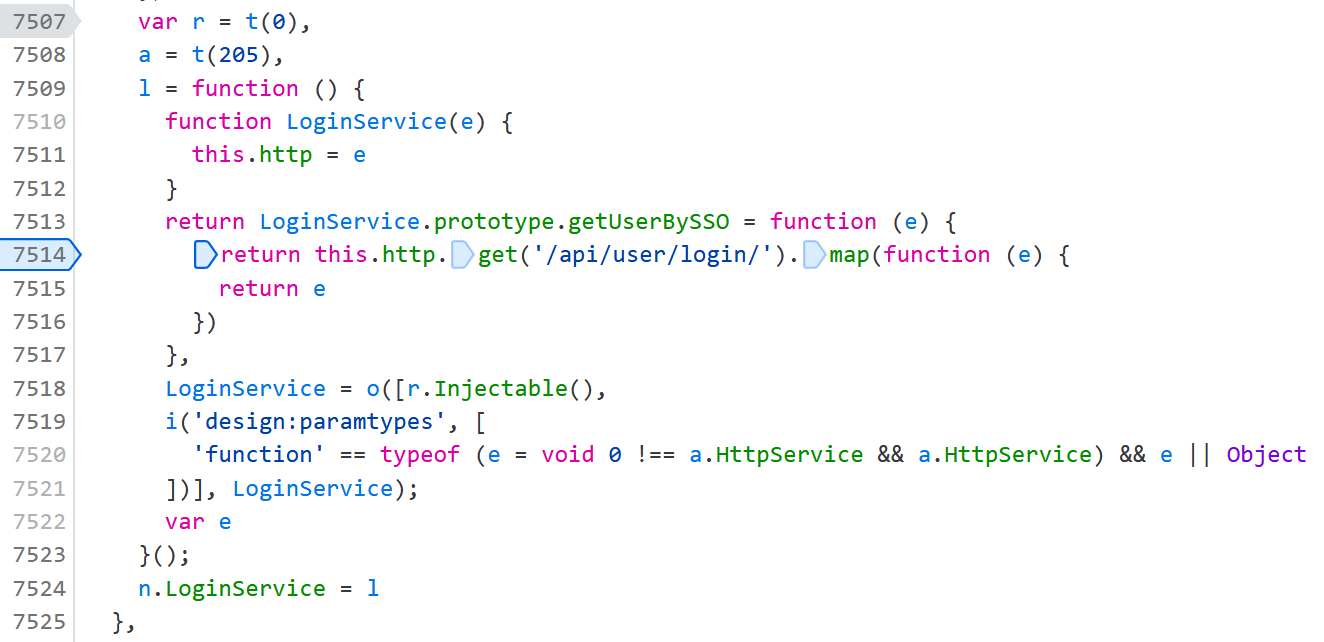 7507 var r = t(0),
7508 a = t(205),
7509 l = function () {
7510 function LoginService(e) {
7511 this.http = e
7512 }
7513 return LoginService.prototype.getUserBySSO = function (e) {
7514 return this.http.get('/api/user/login/').map(function (e) {
7515 return e
7516 })
7517 },
7518 LoginService = o([r.Injectable(),
7519 i('design:paramtypes', [
7520 'function' == typeof (e = void 0 !== a.HttpService && a.HttpService) && e || Object
7521 ])], LoginService);
7522 var e
7523 }();
7524 n.LoginService = l
7525 },